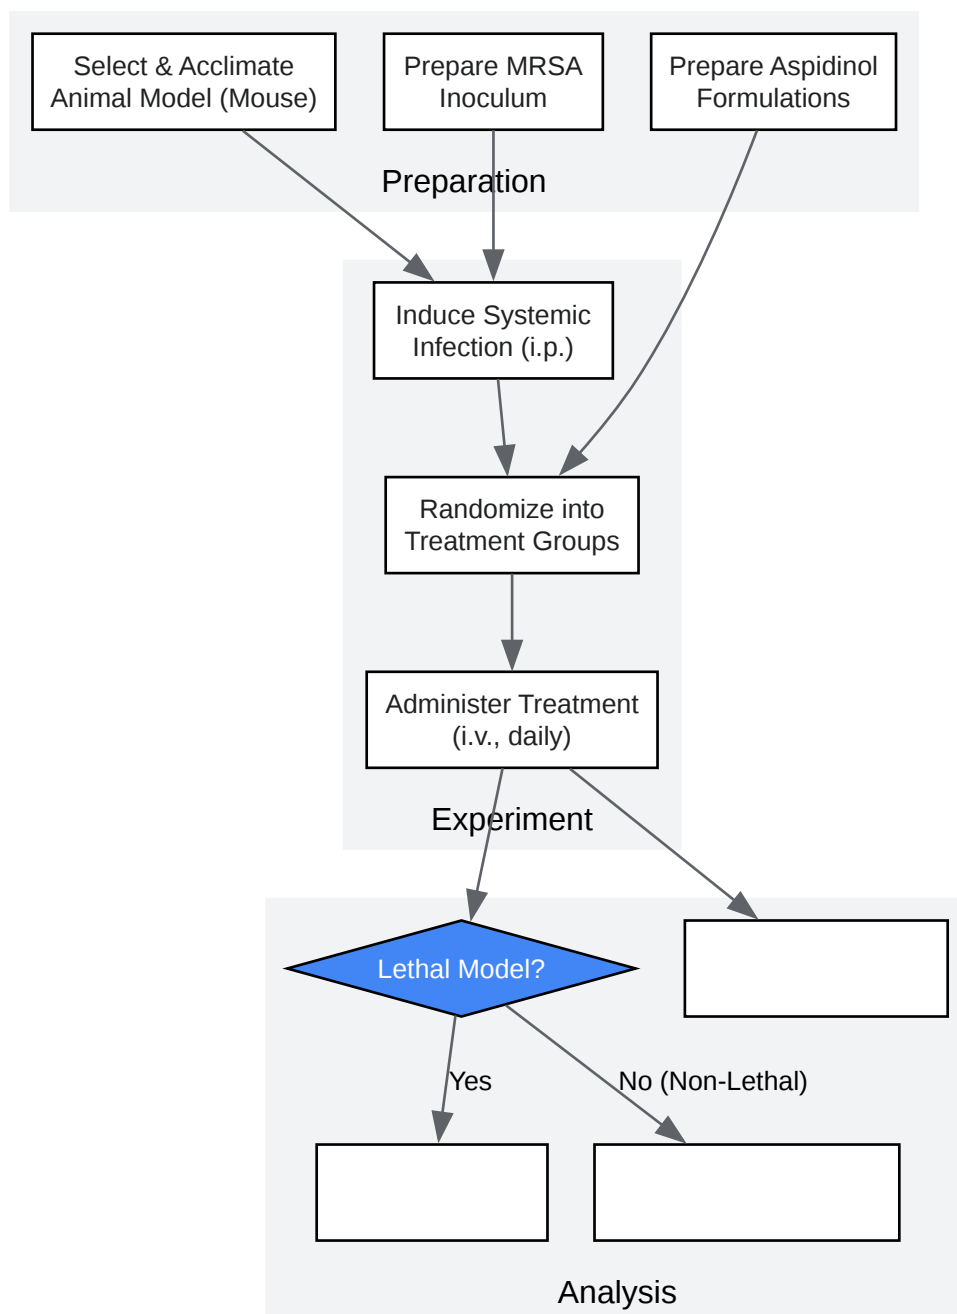 Select & Acclimate
Animal Model (Mouse)
Prepare MRSA
Inoculum
Prepare Aspidinol
Formulations
Preparation
Induce Systemic
Infection (i.p.)
Randomize into
Treatment Groups
Administer Treatment
(i.v., daily)
Experiment
Lethal Model?
Yes
No (Non-Lethal)
Analysis